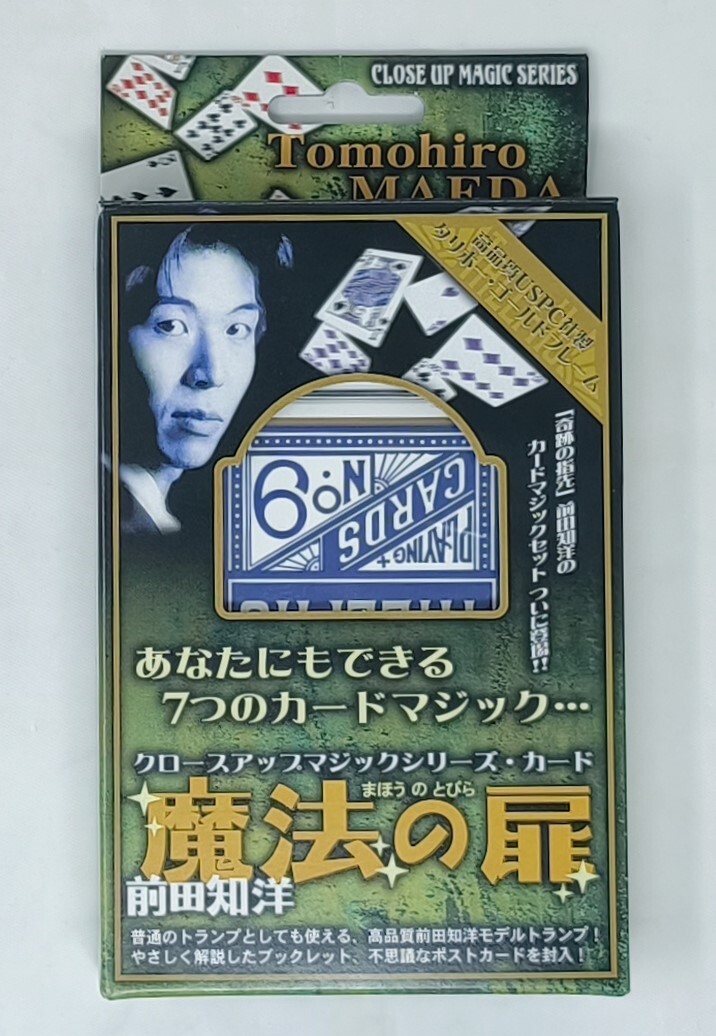 CLOSE UP MAGIC SERIES
Tomohiro
MAEDA
高品質USPC社製
タリホー・ゴールドフレーム
【奇跡の指先】前田知洋の
カードマジックセット ついに登場!!
No. 9
PLAYING
CARDS
あなたにもできる
7つのカードマジック…
クロースアップマジックシリーズ・カード
まほう の とびら
魔法の扉
前田知洋
普通のトランプとしても使える、高品質前田知洋モデルトランプ!
やさしく解説したブックレット、不思議なポストカードを封入!